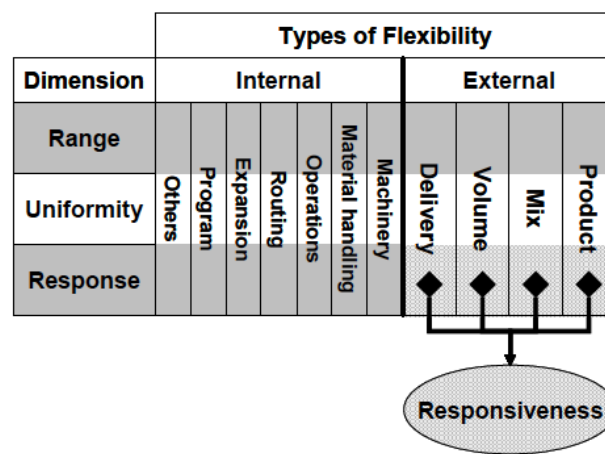 Types of Flexibility
Dimension
Internal
External
Range
Uniformity
Response
Others
Program
Expansion
Routing
Operations
Material handling
Machinery
Delivery
Volume
Mix
Product
Responsiveness